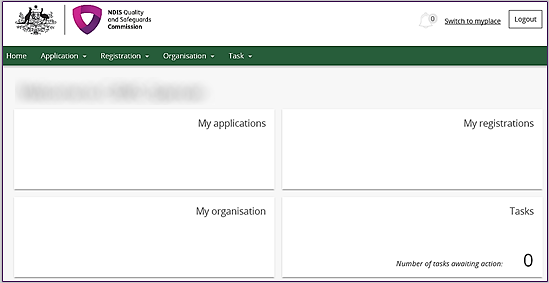 NDIS Quality
and Safeguards
Commission
0
Switch to myplace
Logout
Home Application Registration Organisation Task
My applications
My registrations
My organisation
Tasks
Number of tasks awaiting action: 0